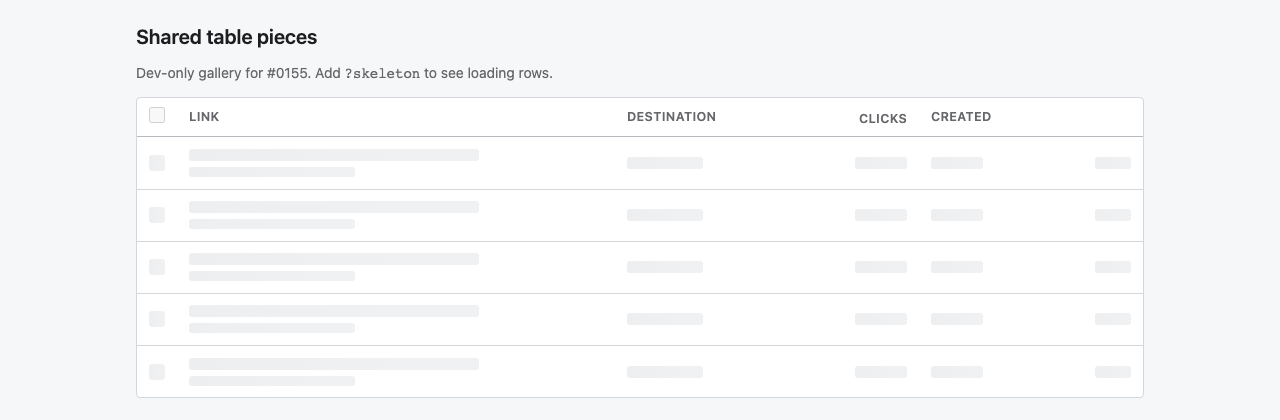 Shared table pieces
Dev-only gallery for #0155. Add ?skeleton to see loading rows.
LINK DESTINATION CLICKS CREATED